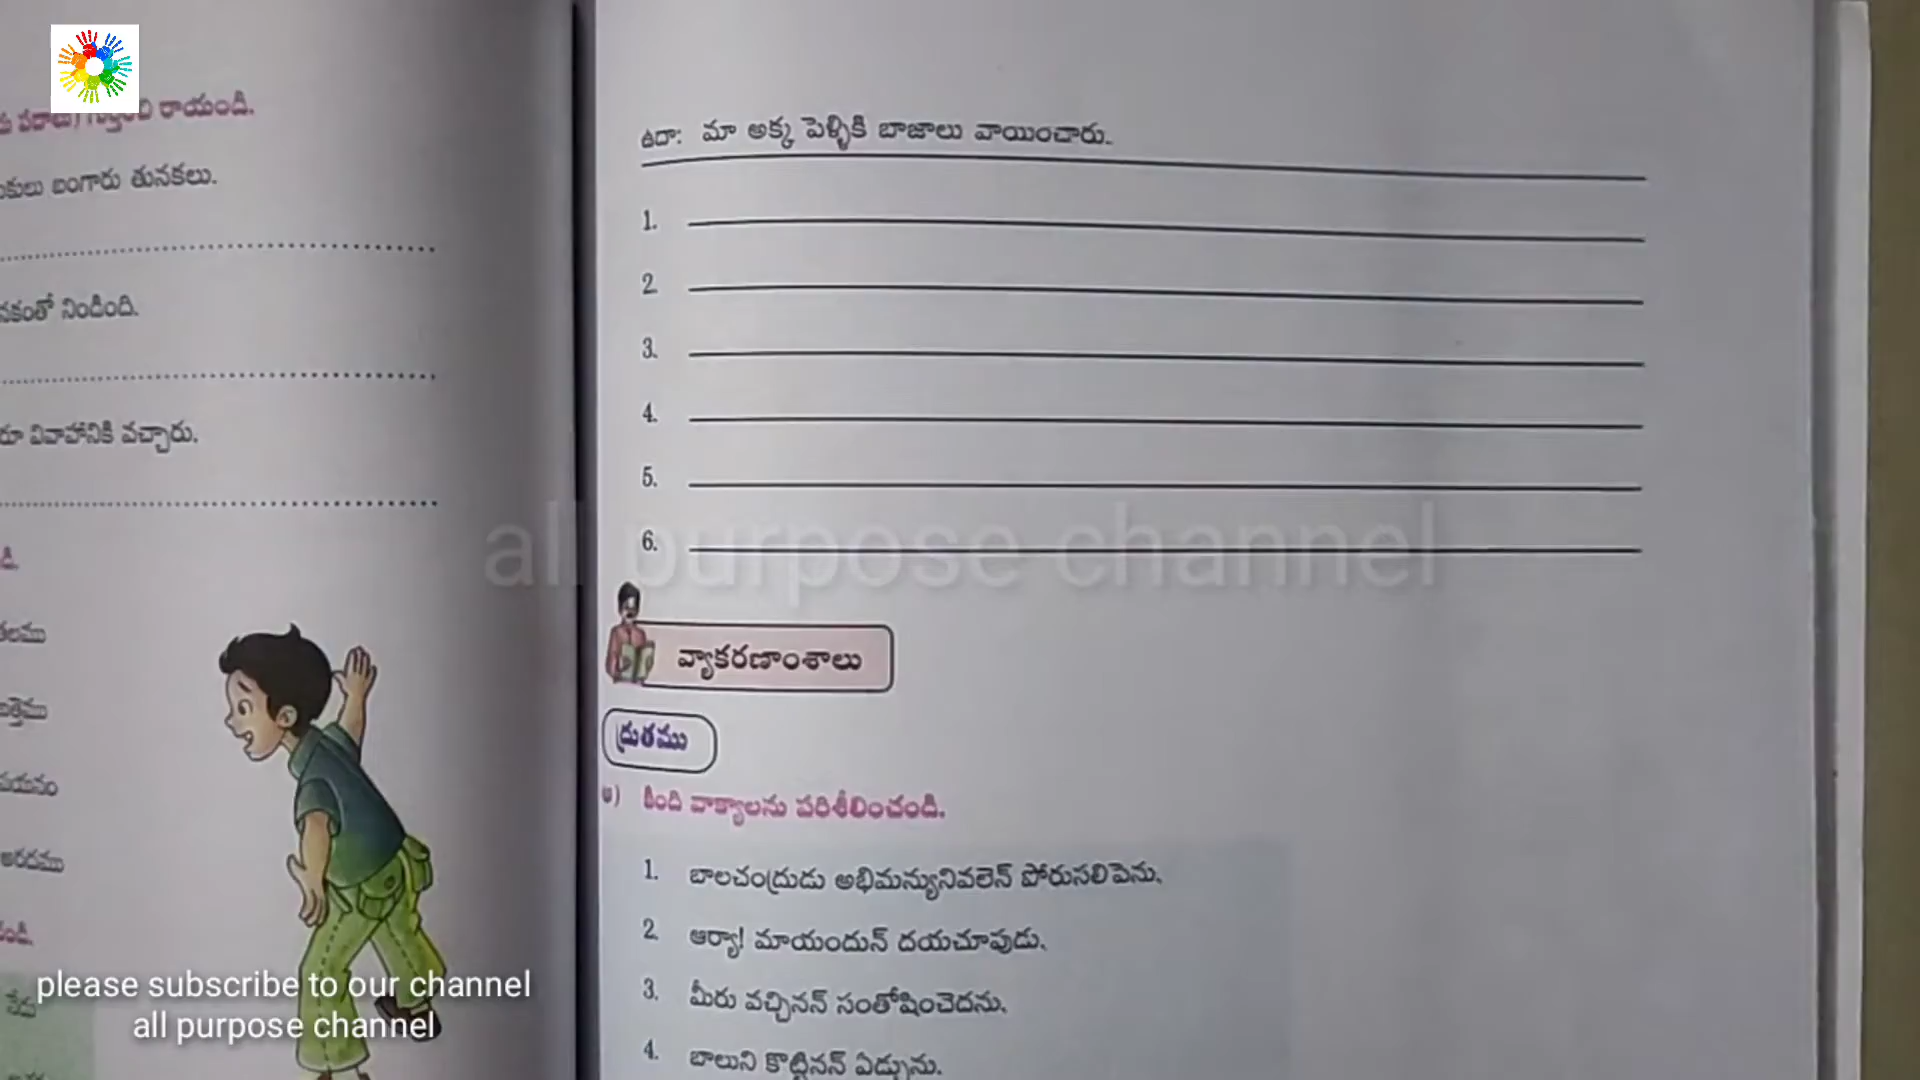 రాయండి.
బంగారు తునకలు.
నిండింది.
వివాహానికి వచ్చారు.
ఉదా: మా అక్క పెళ్ళికి బాజాలు వాయించారు.
1.
2.
3.
4.
5.
6.
all purpose channel
వ్యాకరణాంశాలు
ద్రుతము
అ) కింది వాక్యాలను పరిశీలించండి.
1. బాలచంద్రుడు అభిమన్యునివలెన్ పోరుసలిపెను.
2. ఆర్యా! మాయందున్ దయచూపుడు.
3. మీరు వచ్చినన్ సంతోషించెదను.
4. బాలుని కొట్టినన్ ఏడ్చును.
please subscribe to our channel
all purpose channel